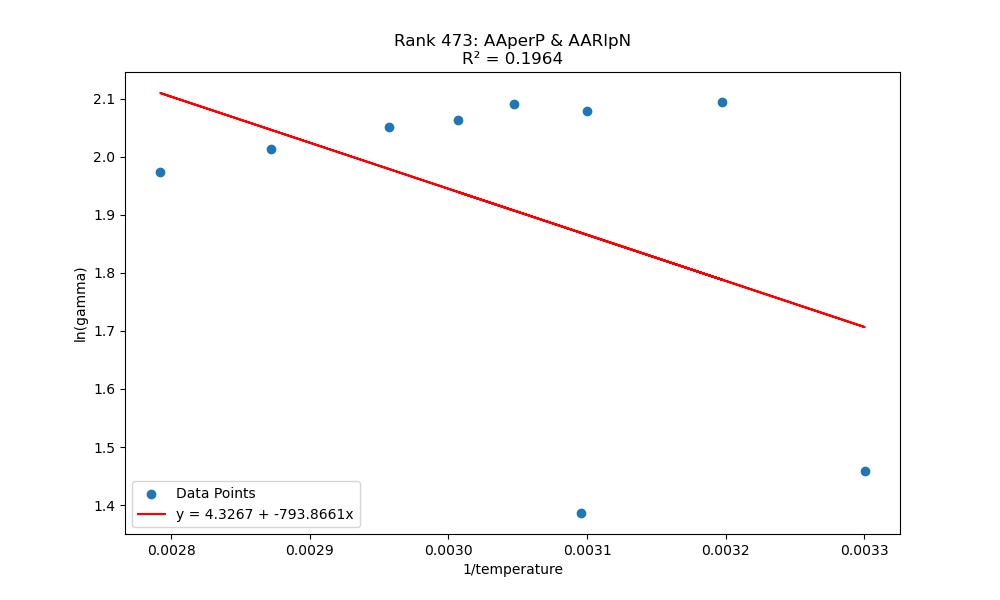 Rank 473: AAperP & AARlpN
R² = 0.1964
ln(gamma)
2.1
2.0
1.9
1.8
1.7
1.6
1.5
1.4
Data Points
y = 4.3267 + -793.8661x
0.0028 0.0029 0.0030 0.0031 0.0032 0.0033
1/temperature